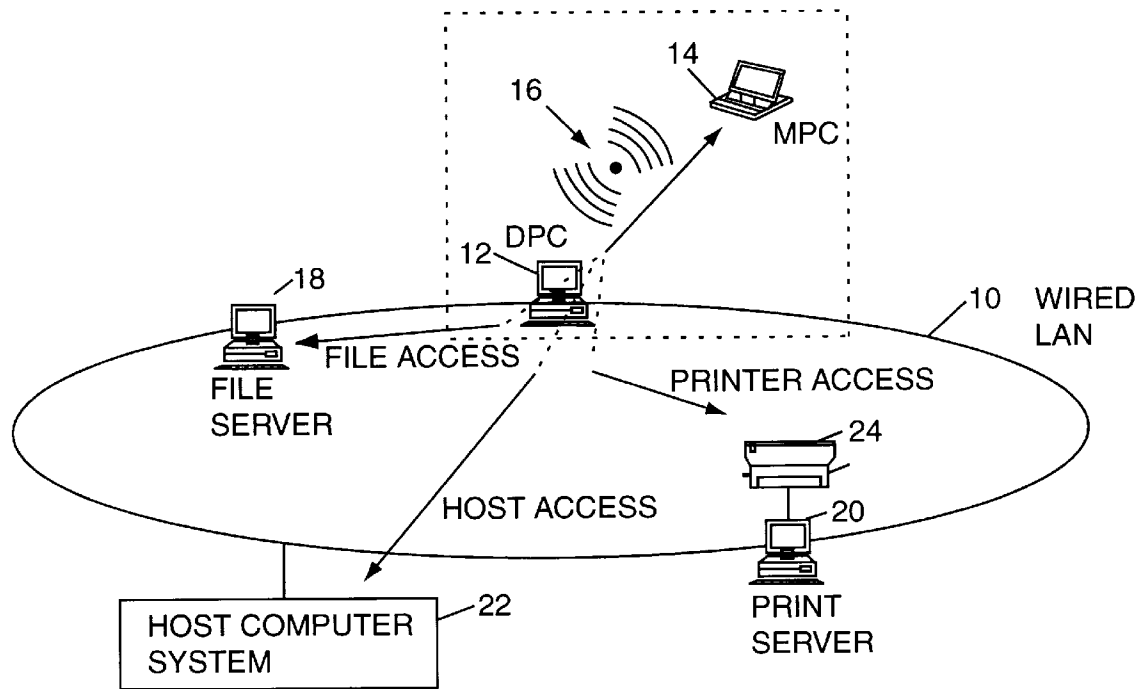 14
16
MPC
DPC
12
18
10
WIRED
LAN
FILE ACCESS
FILE
SERVER
PRINTER ACCESS
24
HOST ACCESS
20
22
HOST COMPUTER
SYSTEM
PRINT
SERVER